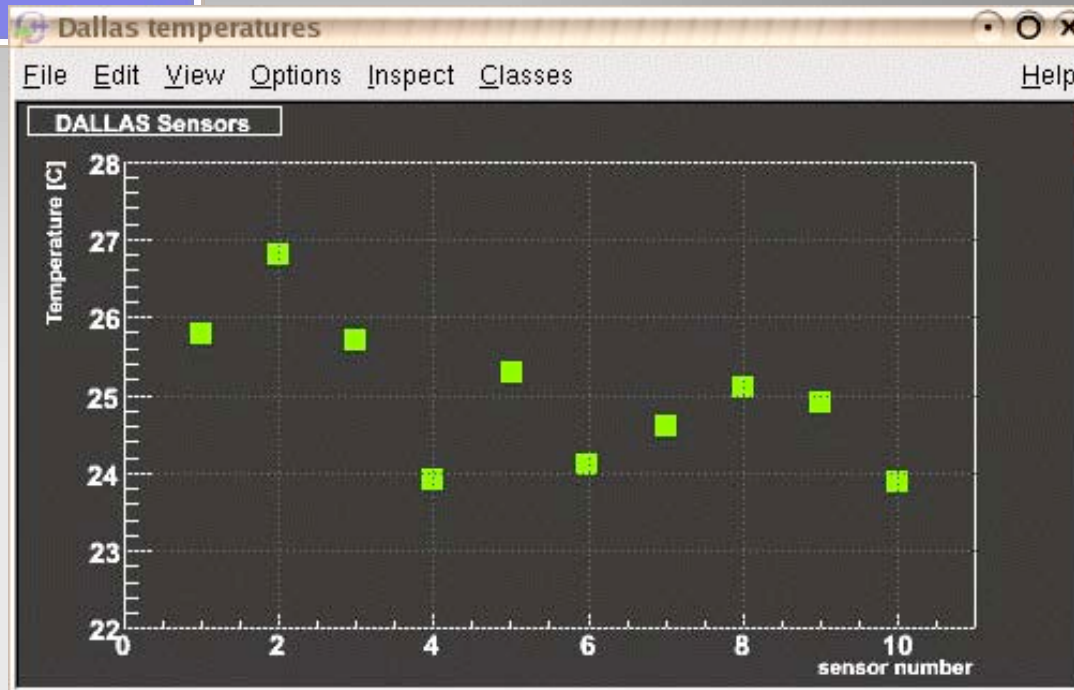 Dallas temperatures
File Edit View Options Inspect Classes Help
DALLAS Sensors
Temperature [C]
28
27
26
25
24
23
22
0 2 4 6 8 10
sensor number